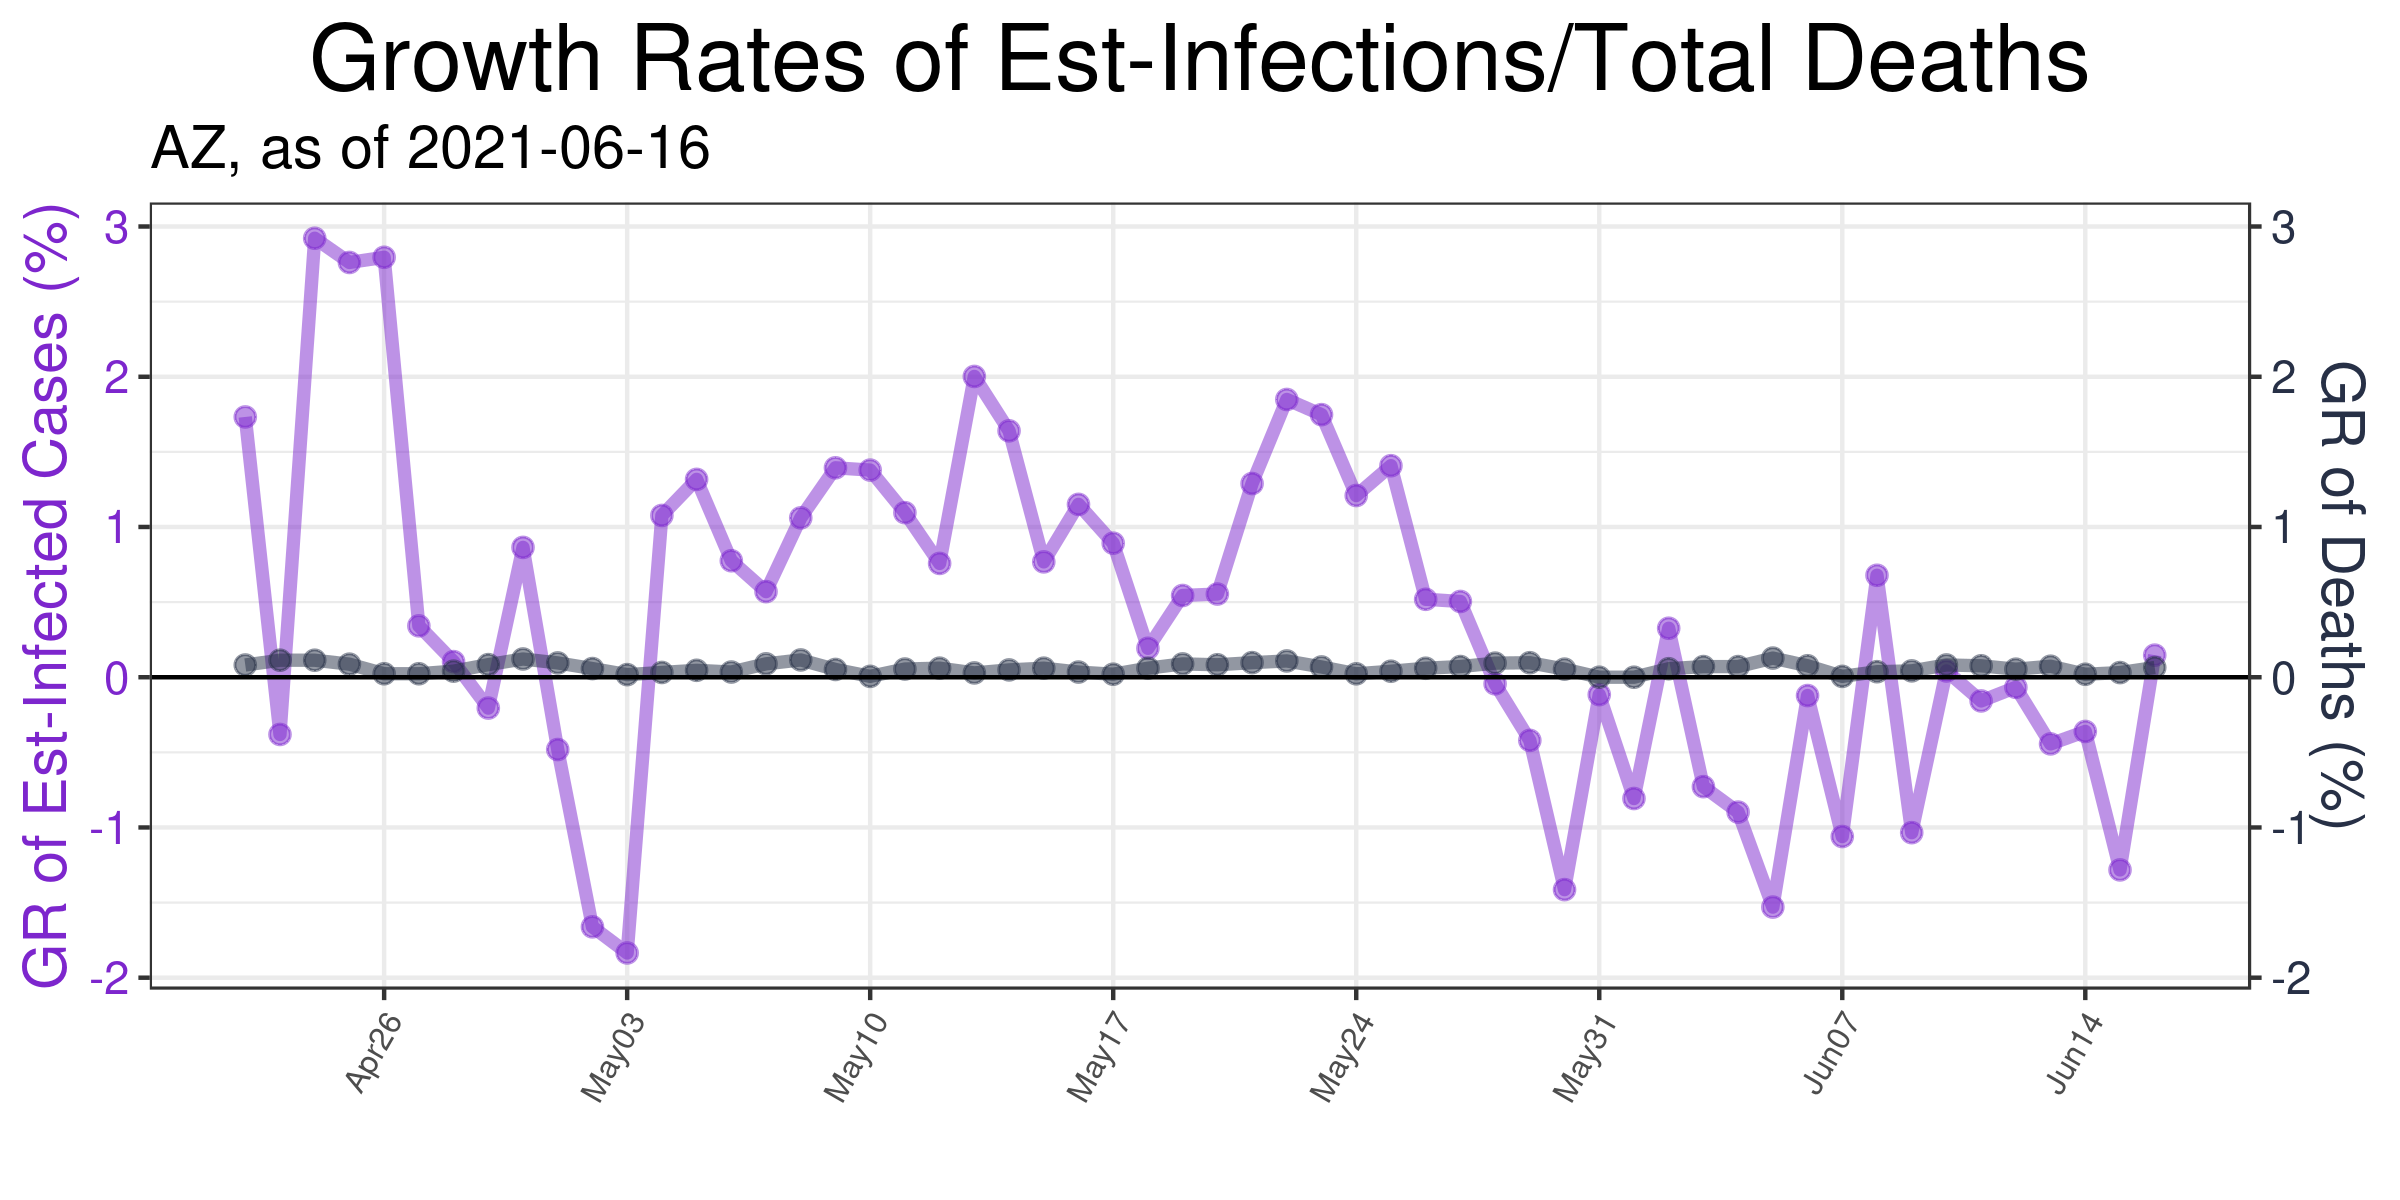 Growth Rates of Est-Infections/Total Deaths
AZ, as of 2021-06-16
GR of Est-Infected Cases (%)
3
2
1
0
-1
-2
3
2
1
0
-1
-2
GR of Deaths (%)
Apr26
May03
May10
May17
May24
May31
Jun07
Jun14